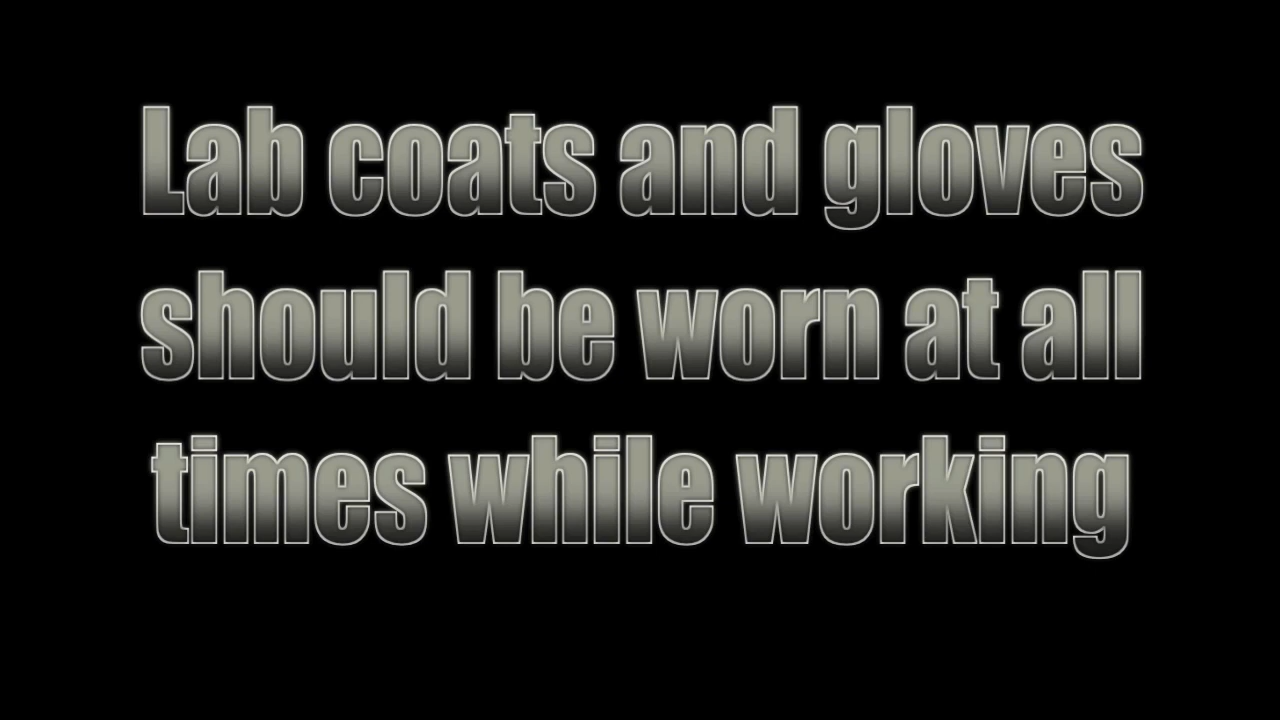 Lab coats and gloves
should be worn at all
times while working